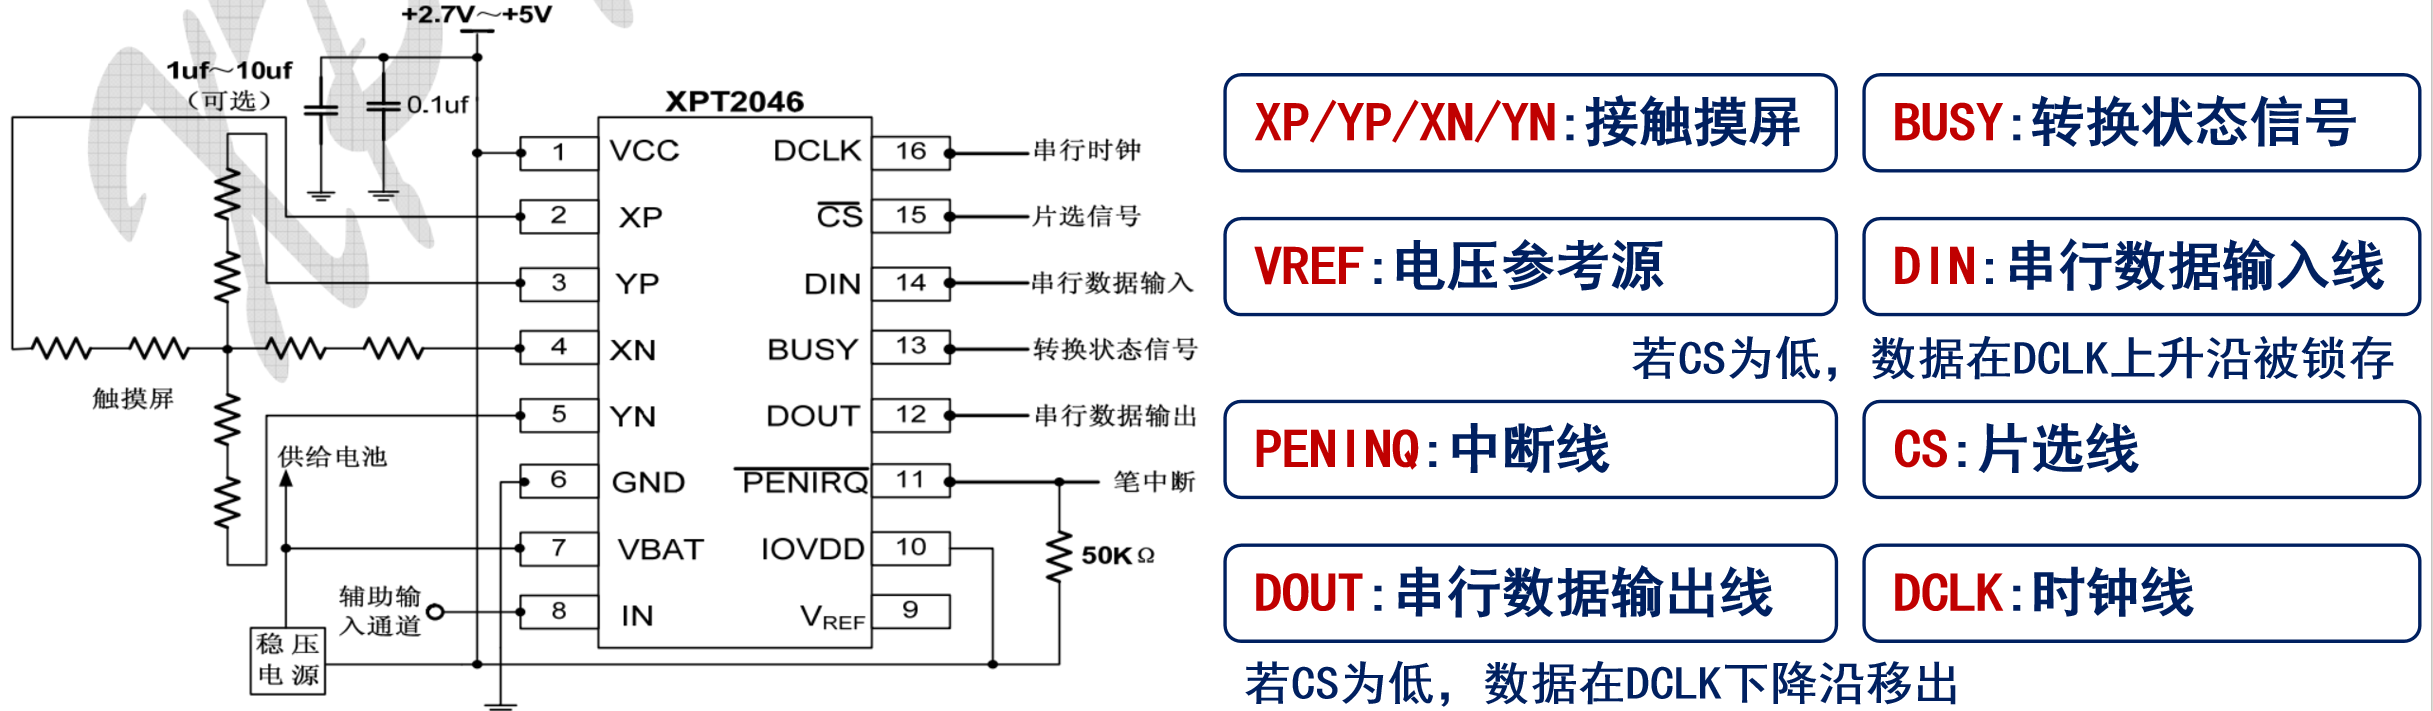 +2.7V～+5V
1uf～10uf
（可选）
0.1uf
XPT2046
1 VCC
2 XP
3 YP
4 XN
5 YN
6 GND
7 VBAT
8 IN
DCLK 16 串行时钟
CS 15 片选信号
DIN 14 串行数据输入
BUSY 13 转换状态信号
DOUT 12 串行数据输出
PENIRQ 11 笔中断
IOVDD 10
VREF 9
50KΩ
触摸屏
供给电池
辅助输
入通道
稳压
电源
XP/YP/XN/YN:接触摸屏
BUSY:转换状态信号
VREF:电压参考源
DIN:串行数据输入线
若CS为低，数据在DCLK上升沿被锁存
PENINQ:中断线
CS:片选线
DOUT:串行数据输出线
DCLK:时钟线
若CS为低，数据在DCLK下降沿移出